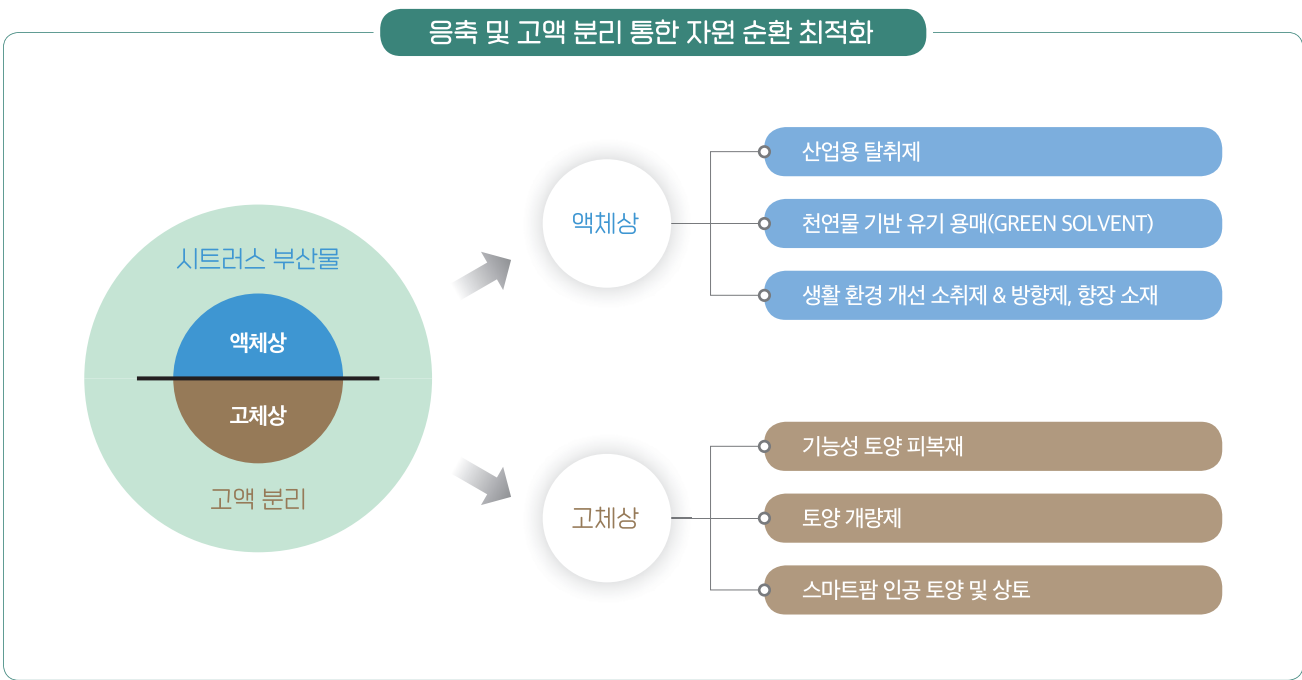 응축 및 고액 분리 통한 자원 순환 최적화
시트러스 부산물
액체상
고체상
고액 분리
액체상
산업용 탈취제
천연물 기반 유기 용매(GREEN SOLVENT)
생활 환경 개선 소취제 & 방향제, 향장 소재
고체상
기능성 토양 피복재
토양 개량제
스마트팜 인공 토양 및 상토